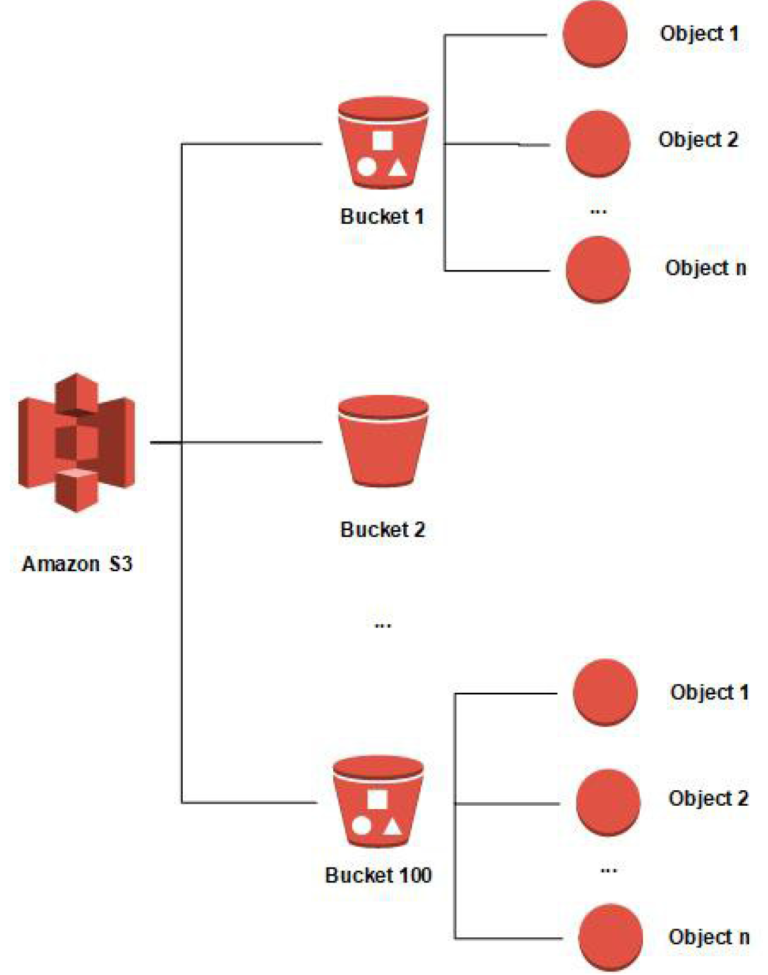 Object 1
Object 2
...
Bucket 1
Object n
Bucket 2
Amazon S3
...
Object 1
Object 2
Bucket 100
...
Object n